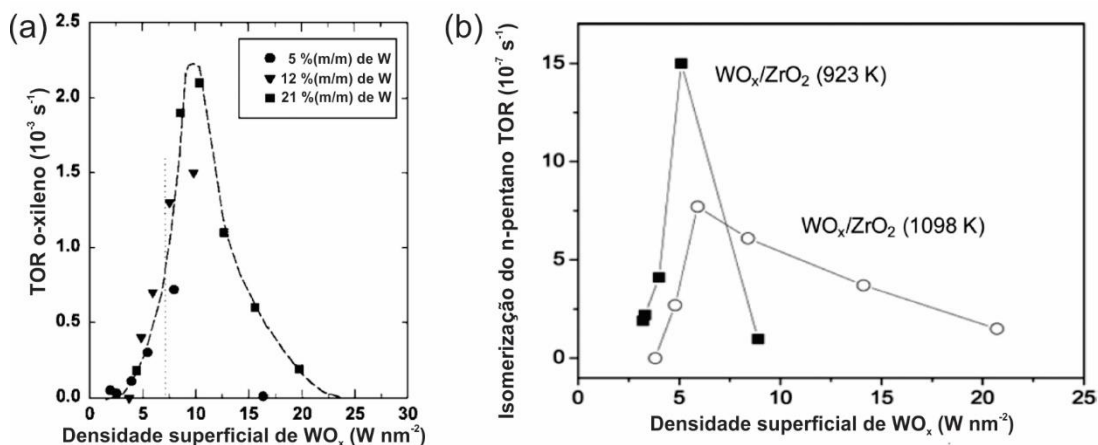 (a)
TOR o-xileno (10⁻³ s⁻¹)
2.5
2.0
1.5
1.0
0.5
0.0
5 %(m/m) de W
12 %(m/m) de W
21 %(m/m) de W
0 5 10 15 20 25 30
Densidade superficial de WOₓ (W nm⁻²)
(b)
Isomerização do n-pentano TOR (10⁻⁷ s⁻¹)
15
10
5
0
WOₓ/ZrO₂ (923 K)
WOₓ/ZrO₂ (1098 K)
0 5 10 15 20 25
Densidade superficial de WOₓ (W nm⁻²)